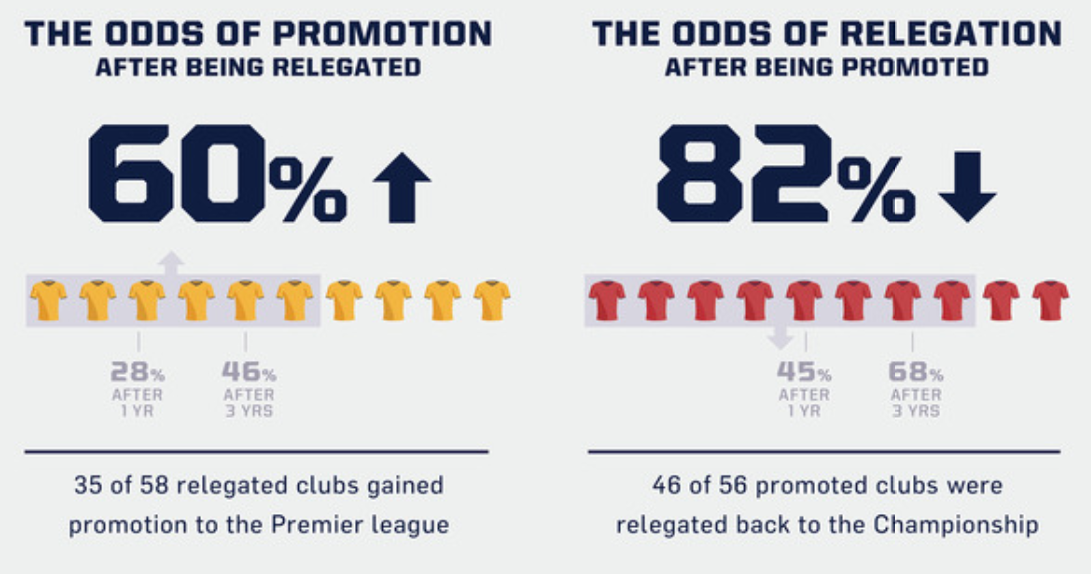 THE ODDS OF PROMOTION
AFTER BEING RELEGATED
60%
28%
AFTER
1 YR
46%
AFTER
3 YRS
35 of 58 relegated clubs gained
promotion to the Premier league
THE ODDS OF RELEGATION
AFTER BEING PROMOTED
82%
45%
AFTER
1 YR
68%
AFTER
3 YRS
46 of 56 promoted clubs were
relegated back to the Championship